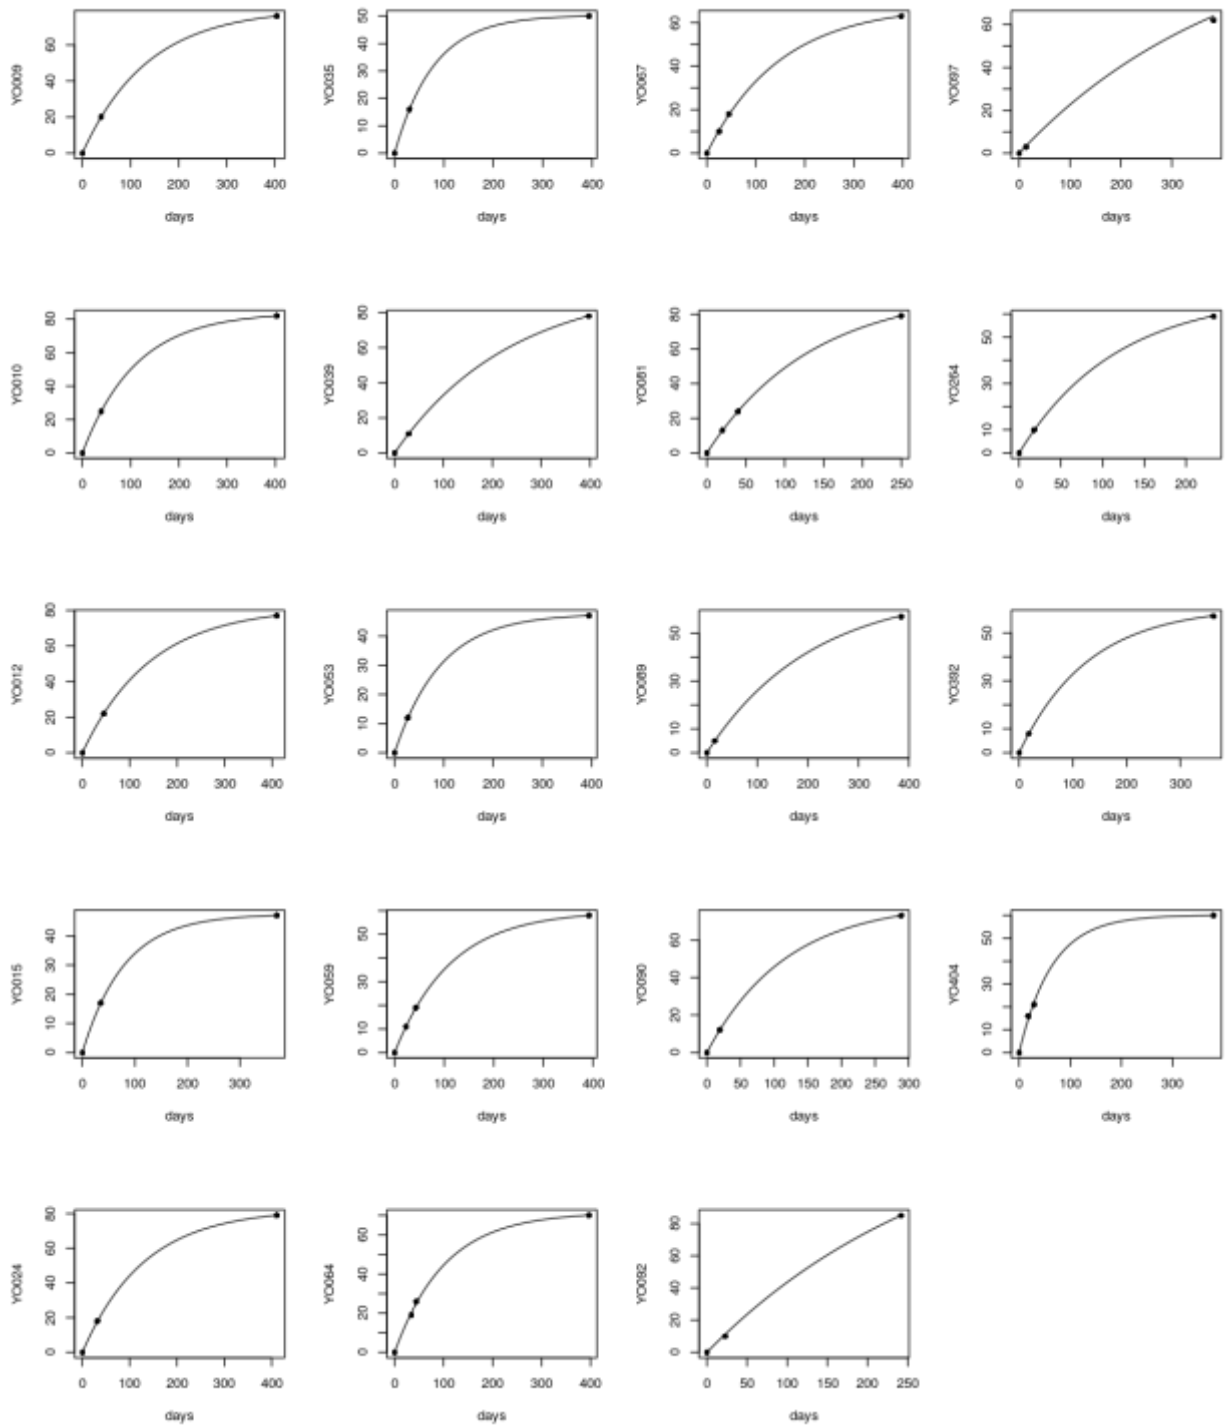 YO009
0 20 40 60
0 100 200 300 400
days
YO035
0 10 20 30 40 50
0 100 200 300 400
days
YO067
0 20 40 60
0 100 200 300 400
days
YO097
0 20 40 60
0 100 200 300
days
YO010
0 20 40 60 80
0 100 200 300 400
days
YO039
0 20 40 60 80
0 100 200 300 400
days
YO081
0 20 40 60 80
0 50 100 150 200 250
days
YO264
0 10 30 50
0 50 100 150 200
days
YO012
0 20 40 60 80
0 100 200 300 400
days
YO053
0 10 20 30 40
0 100 200 300 400
days
YO089
0 10 30 50
0 100 200 300 400
days
YO392
0 10 30 50
0 100 200 300
days
YO015
0 10 20 30 40
0 100 200 300
days
YO059
0 10 30 50
0 100 200 300 400
days
YO090
0 20 40 60
0 50 100 150 200 250 300
days
YO404
0 10 30 50
0 100 200 300
days
YO024
0 20 40 60 80
0 100 200 300 400
days
YO064
0 20 40 60
0 100 200 300 400
days
YO092
0 20 40 60 80
0 50 100 150 200 250
days